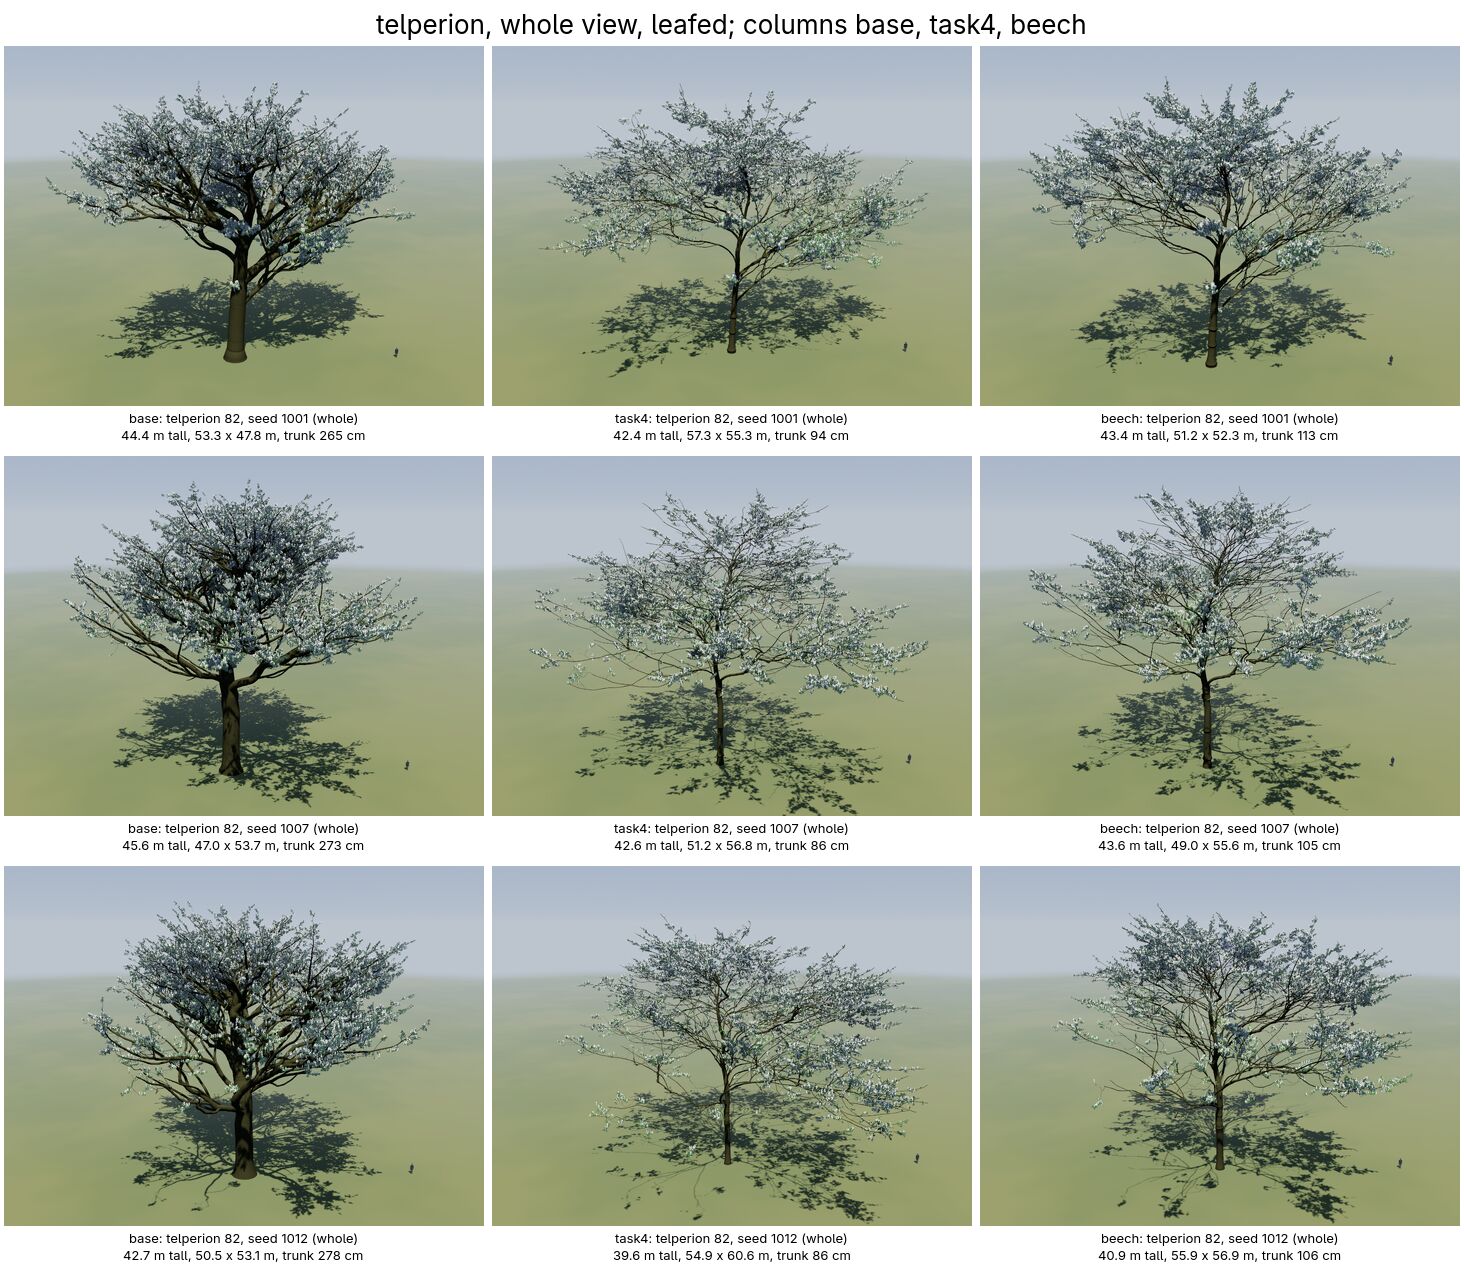 telperion, whole view, leafed; columns base, task4, beech
base: telperion 82, seed 1001 (whole)
44.4 m tall, 53.3 x 47.8 m, trunk 265 cm
task4: telperion 82, seed 1001 (whole)
42.4 m tall, 57.3 x 55.3 m, trunk 94 cm
beech: telperion 82, seed 1001 (whole)
43.4 m tall, 51.2 x 52.3 m, trunk 113 cm
base: telperion 82, seed 1007 (whole)
45.6 m tall, 47.0 x 53.7 m, trunk 273 cm
task4: telperion 82, seed 1007 (whole)
42.6 m tall, 51.2 x 56.8 m, trunk 86 cm
beech: telperion 82, seed 1007 (whole)
43.6 m tall, 49.0 x 55.6 m, trunk 105 cm
base: telperion 82, seed 1012 (whole)
42.7 m tall, 50.5 x 53.1 m, trunk 278 cm
task4: telperion 82, seed 1012 (whole)
39.6 m tall, 54.9 x 60.6 m, trunk 86 cm
beech: telperion 82, seed 1012 (whole)
40.9 m tall, 55.9 x 56.9 m, trunk 106 cm